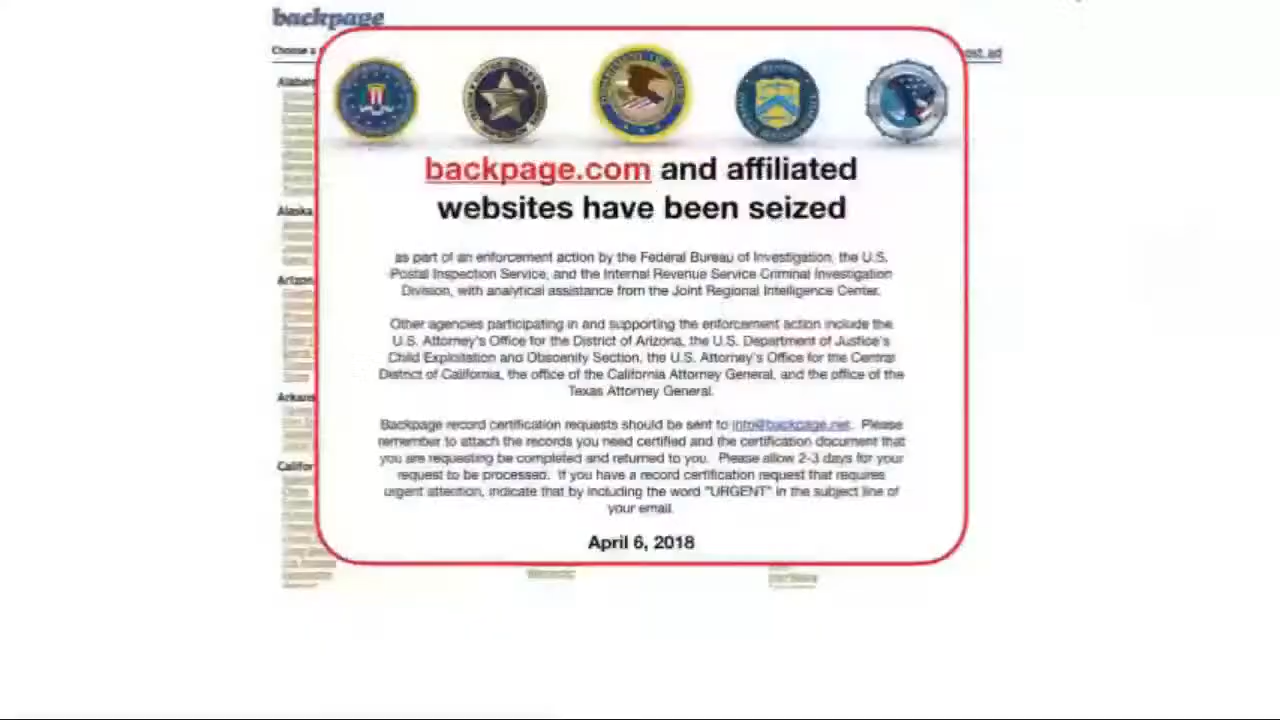 backpage
Choose a
ost ad
Alabam
backpage.com and affiliated
websites have been seized
as part of an enforcement action by the Federal Bureau of Investigation, the U.S.
Postal Inspection Service, and the Internal Revenue Service Criminal Investigation
Division, with analytical assistance from the Joint Regional Intelligence Center.
Alaska
Arizon
Other agencies participating in and supporting the enforcement action include the
U.S. Attorney's Office for the District of Arizona, the U.S. Department of Justice's
Child Exploitation and Obscenity Section, the U.S. Attorney's Office for the Central
District of California, the office of the California Attorney General, and the office of the
Texas Attorney General.
Arkans
Backpage record certification requests should be sent to info@backpage.net. Please
remember to attach the records you need certified and the certification document that
you are requesting be completed and returned to you. Please allow 2-3 days for your
request to be processed. If you have a record certification request that requires
urgent attention, indicate that by including the word "URGENT" in the subject line of
your email.
Califor
April 6, 2018